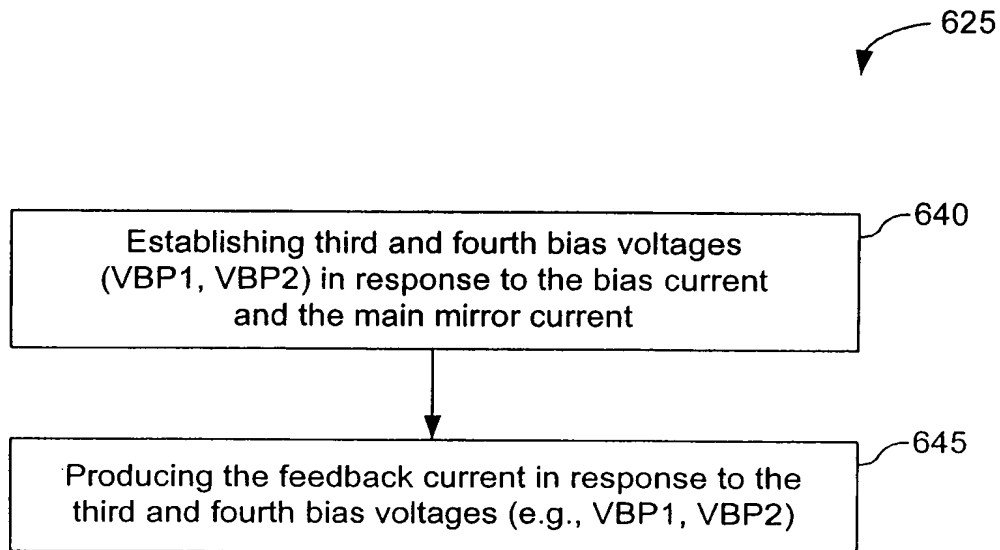 625
640
Establishing third and fourth bias voltages
(VBP1, VBP2) in response to the bias current
and the main mirror current
645
Producing the feedback current in response to the
third and fourth bias voltages (e.g., VBP1, VBP2)